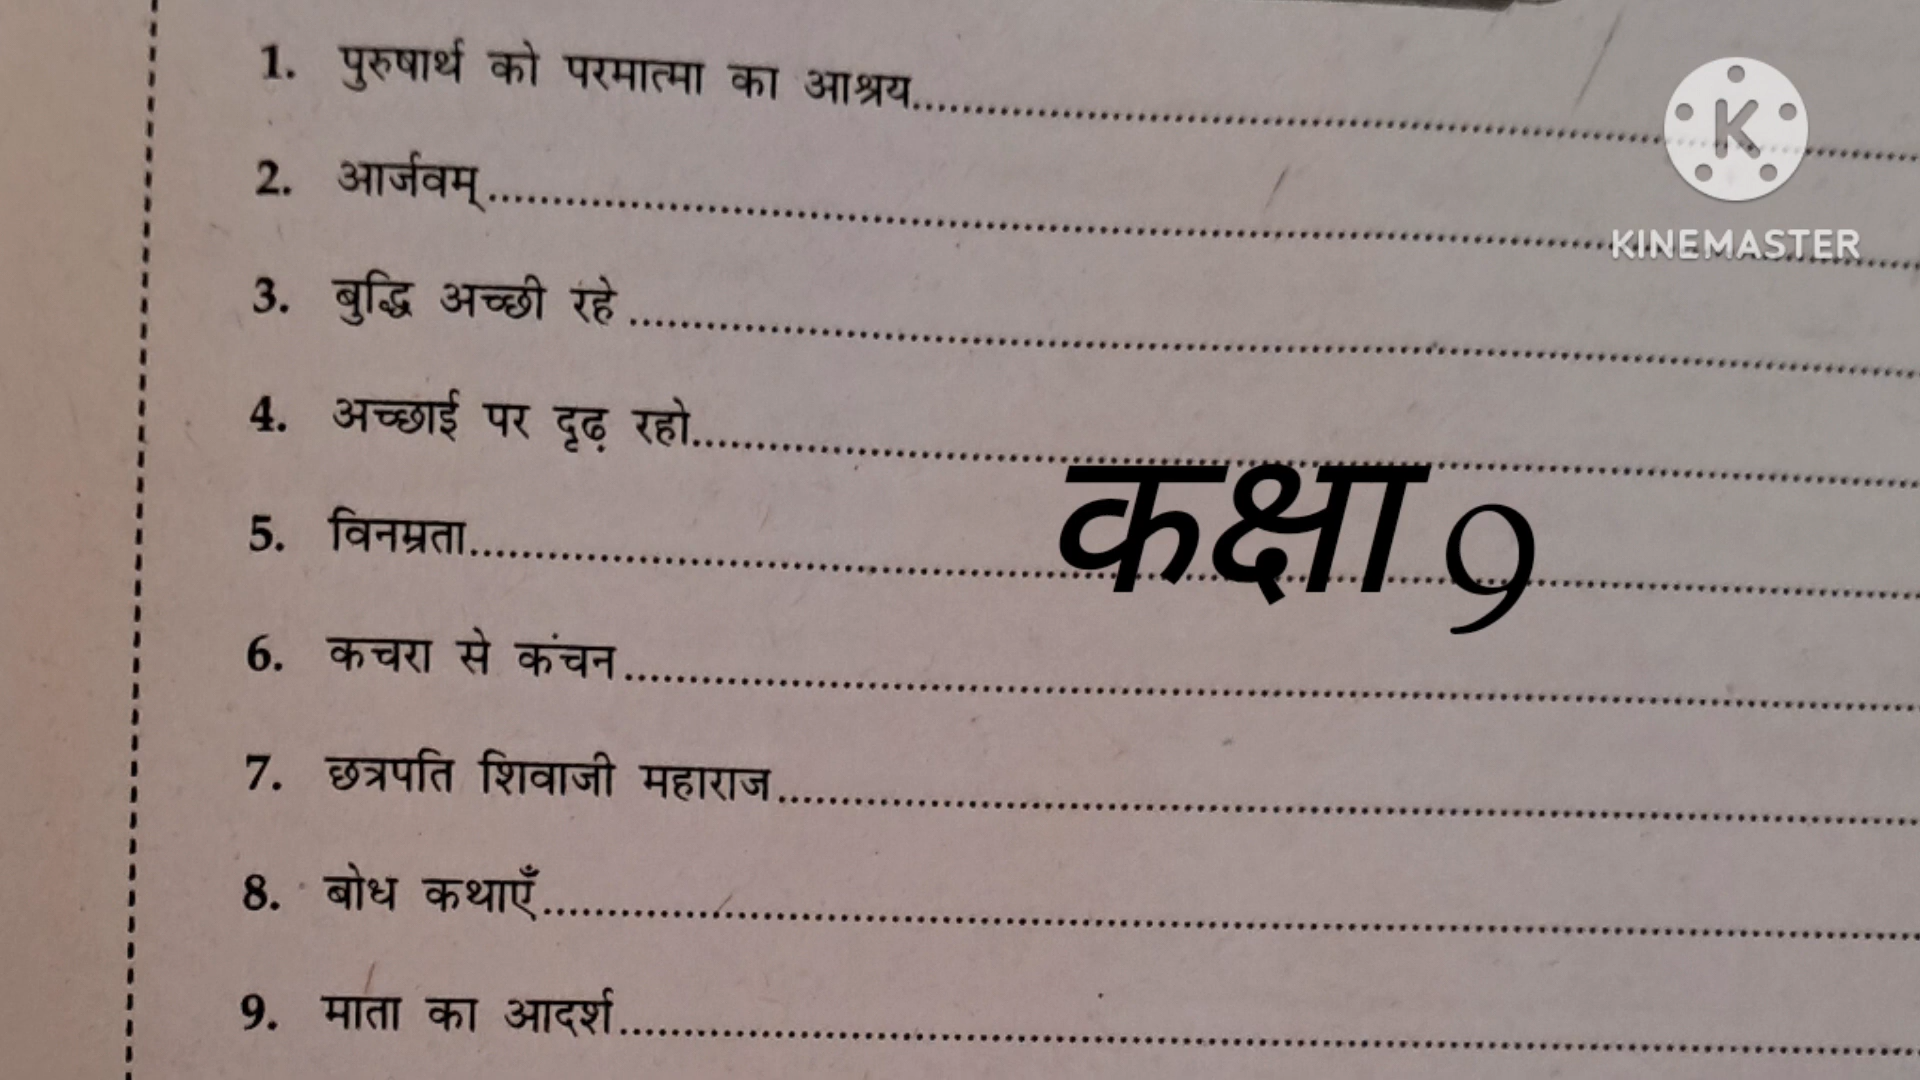 1. पुरुषार्थ को परमात्मा का आश्रय
2. आर्जवम्
3. बुद्धि अच्छी रहे
4. अच्छाई पर दृढ़ रहो
5. विनम्रता
6. कचरा से कंचन
7. छत्रपति शिवाजी महाराज
8. बोध कथाएँ
9. माता का आदर्श
कक्षा 9
K
KINEMASTER